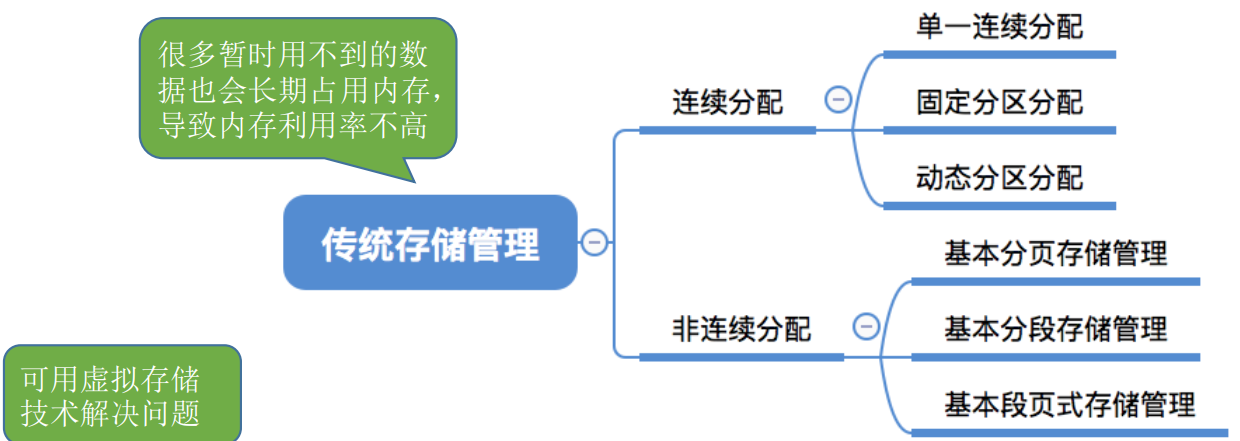 很多暂时用不到的数
据也会长期占用内存，
导致内存利用率不高
传统存储管理
连续分配
单一连续分配
固定分区分配
动态分区分配
非连续分配
基本分页存储管理
基本分段存储管理
基本段页式存储管理
可用虚拟存储
技术解决问题